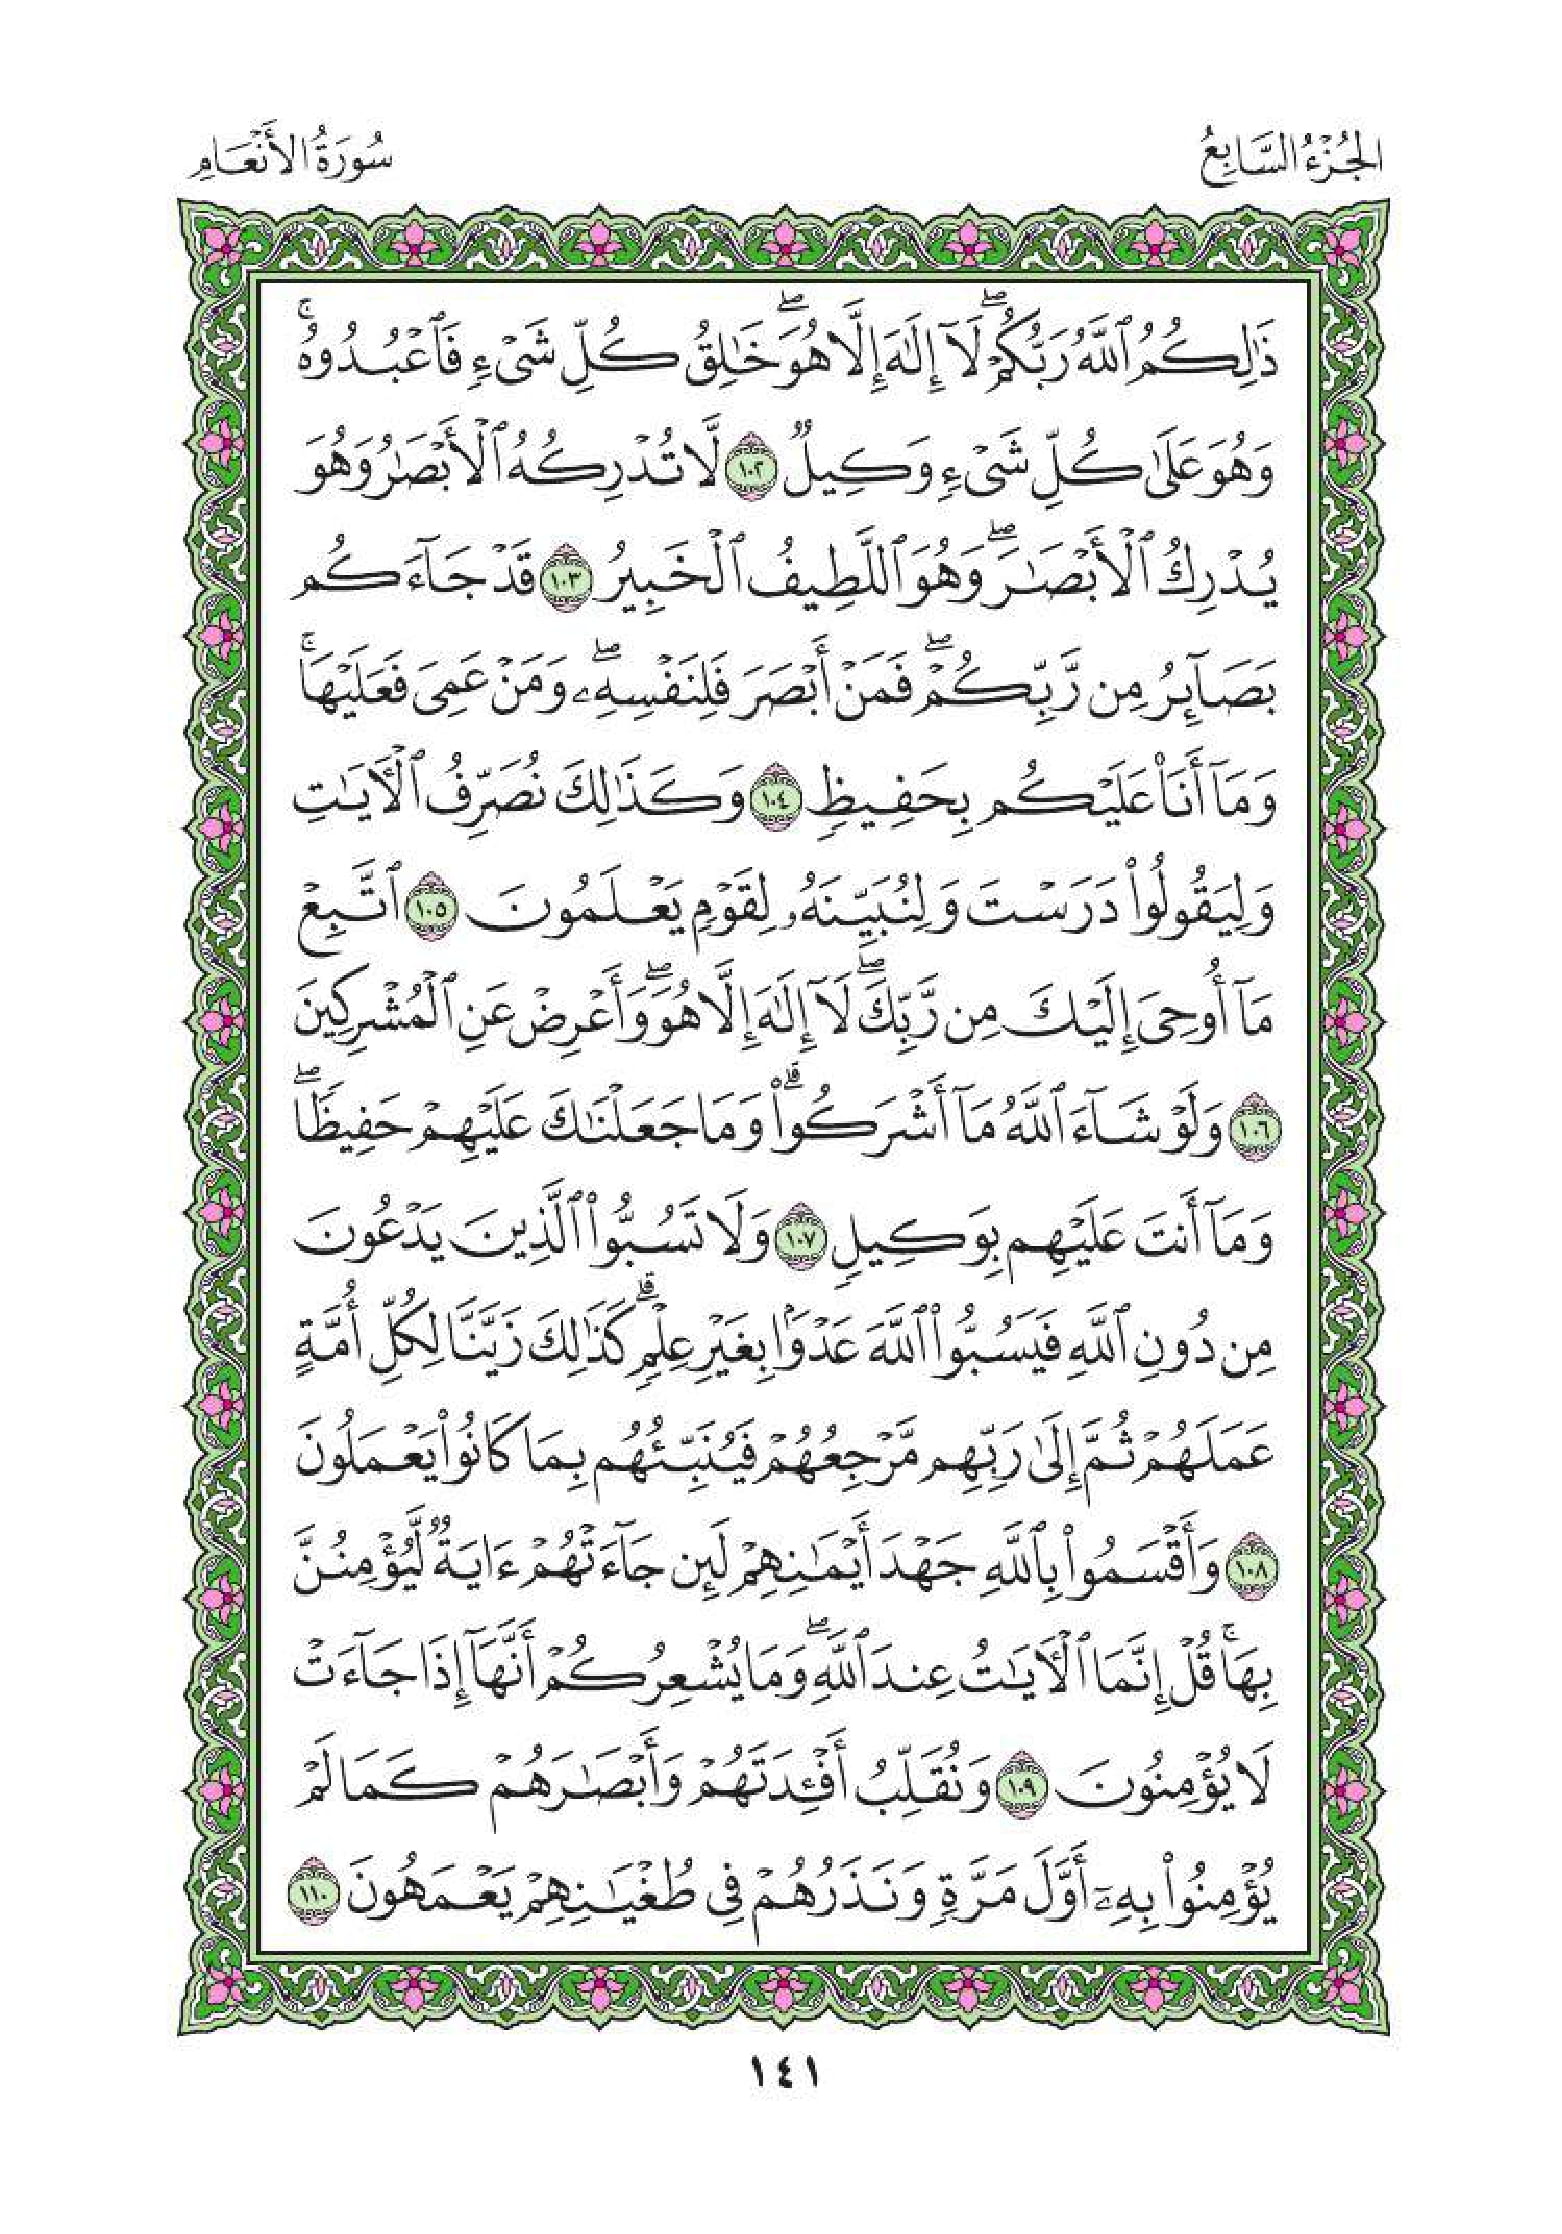 الجُزْءُ السَّابِعُ
سُورَةُ الأَنْعَامِ
ذَٰلِكُمُ ٱللَّهُ رَبُّكُمْۖ لَآ إِلَٰهَ إِلَّا هُوَۖ خَٰلِقُ كُلِّ شَىْءٍ فَٱعْبُدُوهُۚ
وَهُوَ عَلَىٰ كُلِّ شَىْءٍ وَكِيلٌ ١٠٢ لَّا تُدْرِكُهُ ٱلْأَبْصَٰرُ وَهُوَ
يُدْرِكُ ٱلْأَبْصَٰرَۖ وَهُوَ ٱللَّطِيفُ ٱلْخَبِيرُ ١٠٣ قَدْ جَآءَكُم
بَصَآئِرُ مِن رَّبِّكُمْۖ فَمَنْ أَبْصَرَ فَلِنَفْسِهِۦۖ وَمَنْ عَمِىَ فَعَلَيْهَاۚ
وَمَآ أَنَا۠ عَلَيْكُم بِحَفِيظٍ ١٠٤ وَكَذَٰلِكَ نُصَرِّفُ ٱلْءَايَٰتِ
وَلِيَقُولُوا۟ دَرَسْتَ وَلِنُبَيِّنَهُۥ لِقَوْمٍ يَعْلَمُونَ ١٠٥ ٱتَّبِعْ
مَآ أُوحِىَ إِلَيْكَ مِن رَّبِّكَۖ لَآ إِلَٰهَ إِلَّا هُوَۖ وَأَعْرِضْ عَنِ ٱلْمُشْرِكِينَ
١٠٦ وَلَوْ شَآءَ ٱللَّهُ مَآ أَشْرَكُوا۟ۗ وَمَا جَعَلْنَٰكَ عَلَيْهِمْ حَفِيظًاۖ
وَمَآ أَنتَ عَلَيْهِم بِوَكِيلٍ ١٠٧ وَلَا تَسُبُّوا۟ ٱلَّذِينَ يَدْعُونَ
مِن دُونِ ٱللَّهِ فَيَسُبُّوا۟ ٱللَّهَ عَدْوًۢا بِغَيْرِ عِلْمٍۗ كَذَٰلِكَ زَيَّنَّا لِكُلِّ أُمَّةٍ
عَمَلَهُمْ ثُمَّ إِلَىٰ رَبِّهِم مَّرْجِعُهُمْ فَيُنَبِّئُهُم بِمَا كَانُوا۟ يَعْمَلُونَ
١٠٨ وَأَقْسَمُوا۟ بِٱللَّهِ جَهْدَ أَيْمَٰنِهِمْ لَئِن جَآءَتْهُمْ ءَايَةٌ لَّيُؤْمِنُنَّ
بِهَاۚ قُلْ إِنَّمَا ٱلْءَايَٰتُ عِندَ ٱللَّهِۖ وَمَا يُشْعِرُكُمْ أَنَّهَآ إِذَا جَآءَتْ
لَا يُؤْمِنُونَ ١٠٩ وَنُقَلِّبُ أَفْـِٔدَتَهُمْ وَأَبْصَٰرَهُمْ كَمَا لَمْ
يُؤْمِنُوا۟ بِهِۦٓ أَوَّلَ مَرَّةٍ وَنَذَرُهُمْ فِى طُغْيَٰنِهِمْ يَعْمَهُونَ ١١٠
١٤١